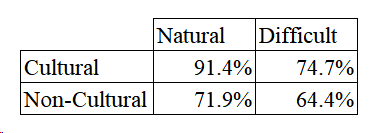 Natural Difficult
Cultural 91.4% 74.7%
Non-Cultural 71.9% 64.4%